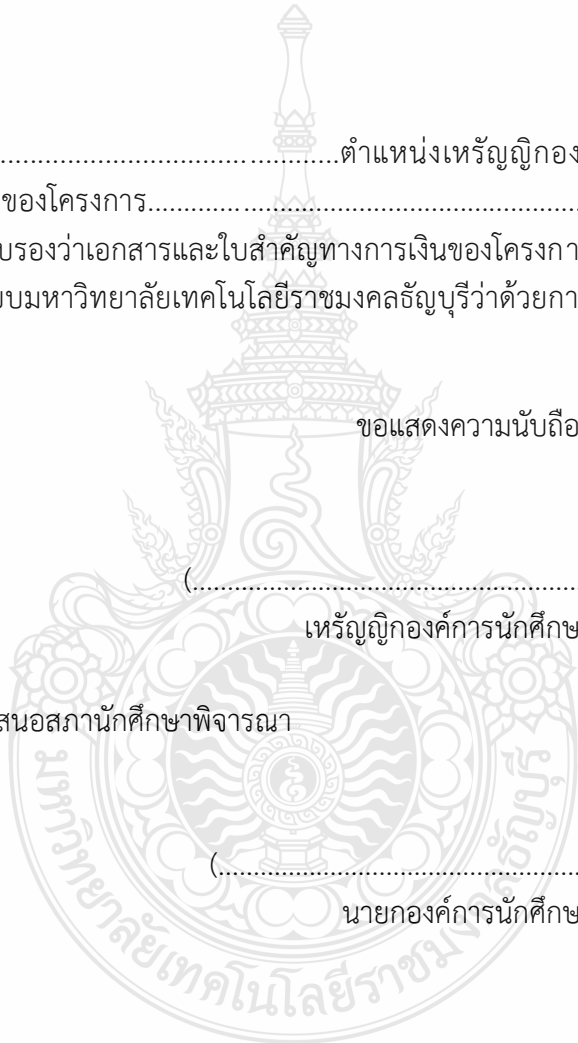 ..............................................ตำแหน่งเหรัญญิกอง
ของโครงการ..............................................................
บรองว่าเอกสารและใบสำคัญทางการเงินของโครงกา
ยบมหาวิทยาลัยเทคโนโลยีราชมงคลธัญบุรีว่าด้วยกา
ขอแสดงความนับถือ
(.......................................................
เหรัญญิกองค์การนักศึกษ
สนอสภานักศึกษาพิจารณา
(...................................................
นายกองค์การนักศึกษ
มหาวิทยาลัยเทคโนโลยีราชมงคลธัญบุรี